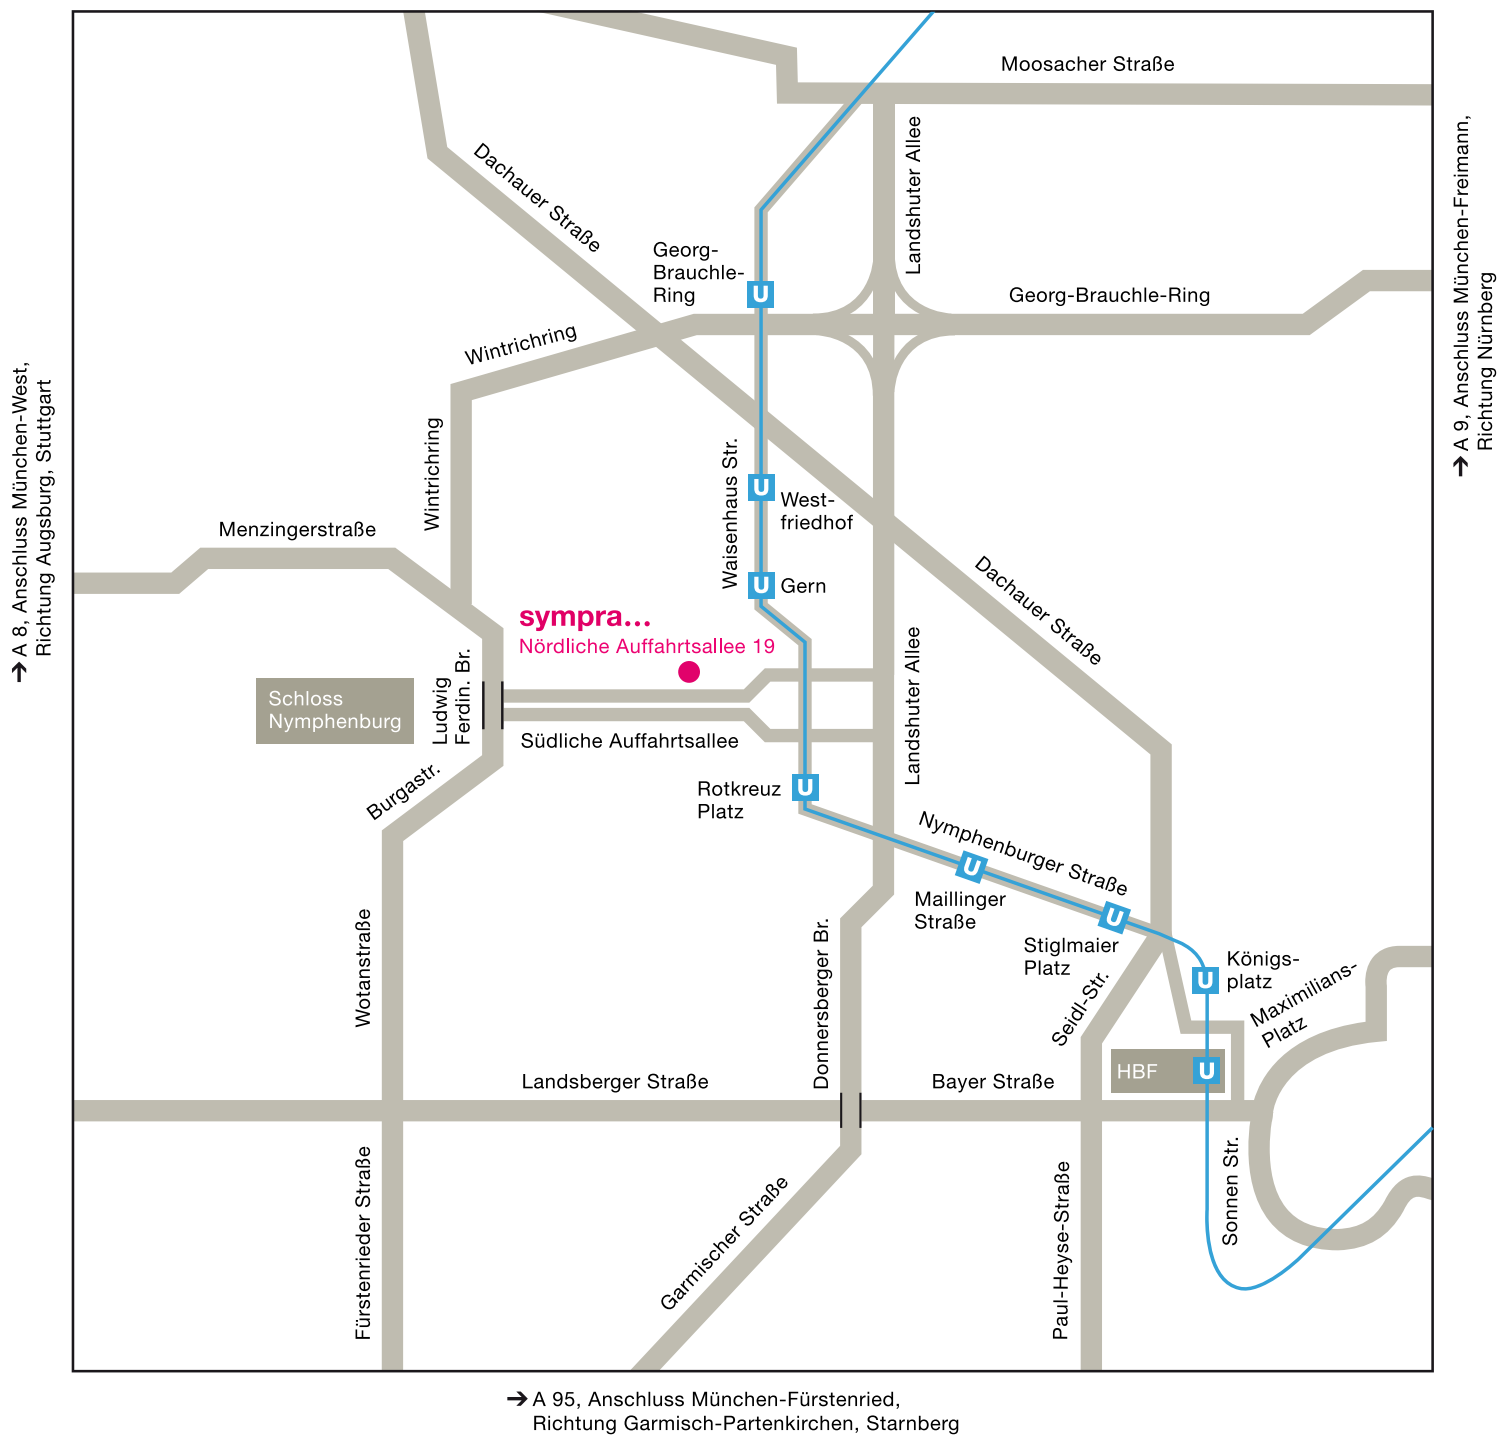 Moosacher Straße
Dachauer Straße
Landshuter Allee
➔ A 9, Anschluss München-Freimann,
Richtung Nürnberg
Georg-
Brauchle-
Ring
U
Georg-Brauchle-Ring
Wintrichring
Wintrichring
➔ A 8, Anschluss München-West,
Richtung Augsburg, Stuttgart
Waisenhaus Str.
U
West-
friedhof
Menzingerstraße
U
Gern
Dachauer Straße
sympra...
Nördliche Auffahrtsallee 19
Landshuter Allee
Ludwig
Ferdin. Br.
Schloss
Nymphenburg
Südliche Auffahrtsallee
Burgastr.
U
Rotkreuz
Platz
Nymphenburger Straße
U
Maillinger
Straße
U
Stiglmaier
Platz
Wotanstraße
Donnersberger Br.
Seidl-Str.
U
Königs-
platz
Maximilians-
Platz
HBF
U
Landsberger Straße
Bayer Straße
Fürstenrieder Straße
Garmischer Straße
Paul-Heyse-Straße
Sonnen Str.
➔ A 95, Anschluss München-Fürstenried,
Richtung Garmisch-Partenkirchen, Starnberg